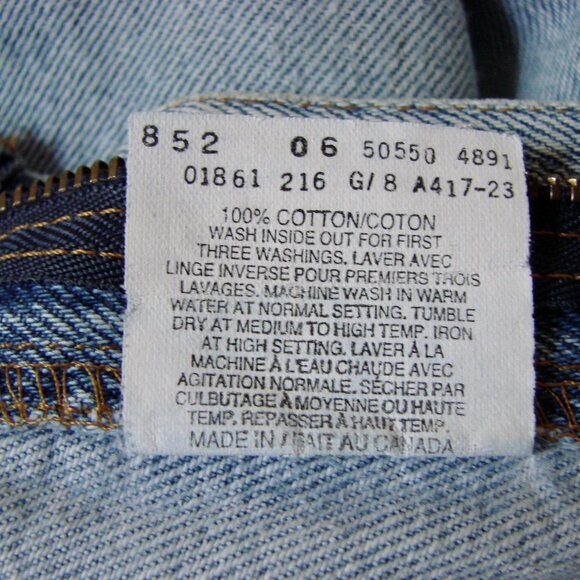 852 06 50550 4891
01861 216 G/8 A417-23
100% COTTON/COTON
WASH INSIDE OUT FOR FIRST
THREE WASHINGS. LAVER AVEC
LINGE INVERSE POUR PREMIERS TROIS
LAVAGES. MACHINE WASH IN WARM
WATER AT NORMAL SETTING. TUMBLE
DRY AT MEDIUM TO HIGH TEMP. IRON
AT HIGH SETTING. LAVER À LA
MACHINE À L'EAU CHAUDE AVEC
AGITATION NORMALE. SÉCHER PAR
CULBUTAGE À MOYENNE OU HAUTE
TEMP. REPASSER À HAUT TEMP.
MADE IN / FAIT AU CANADA